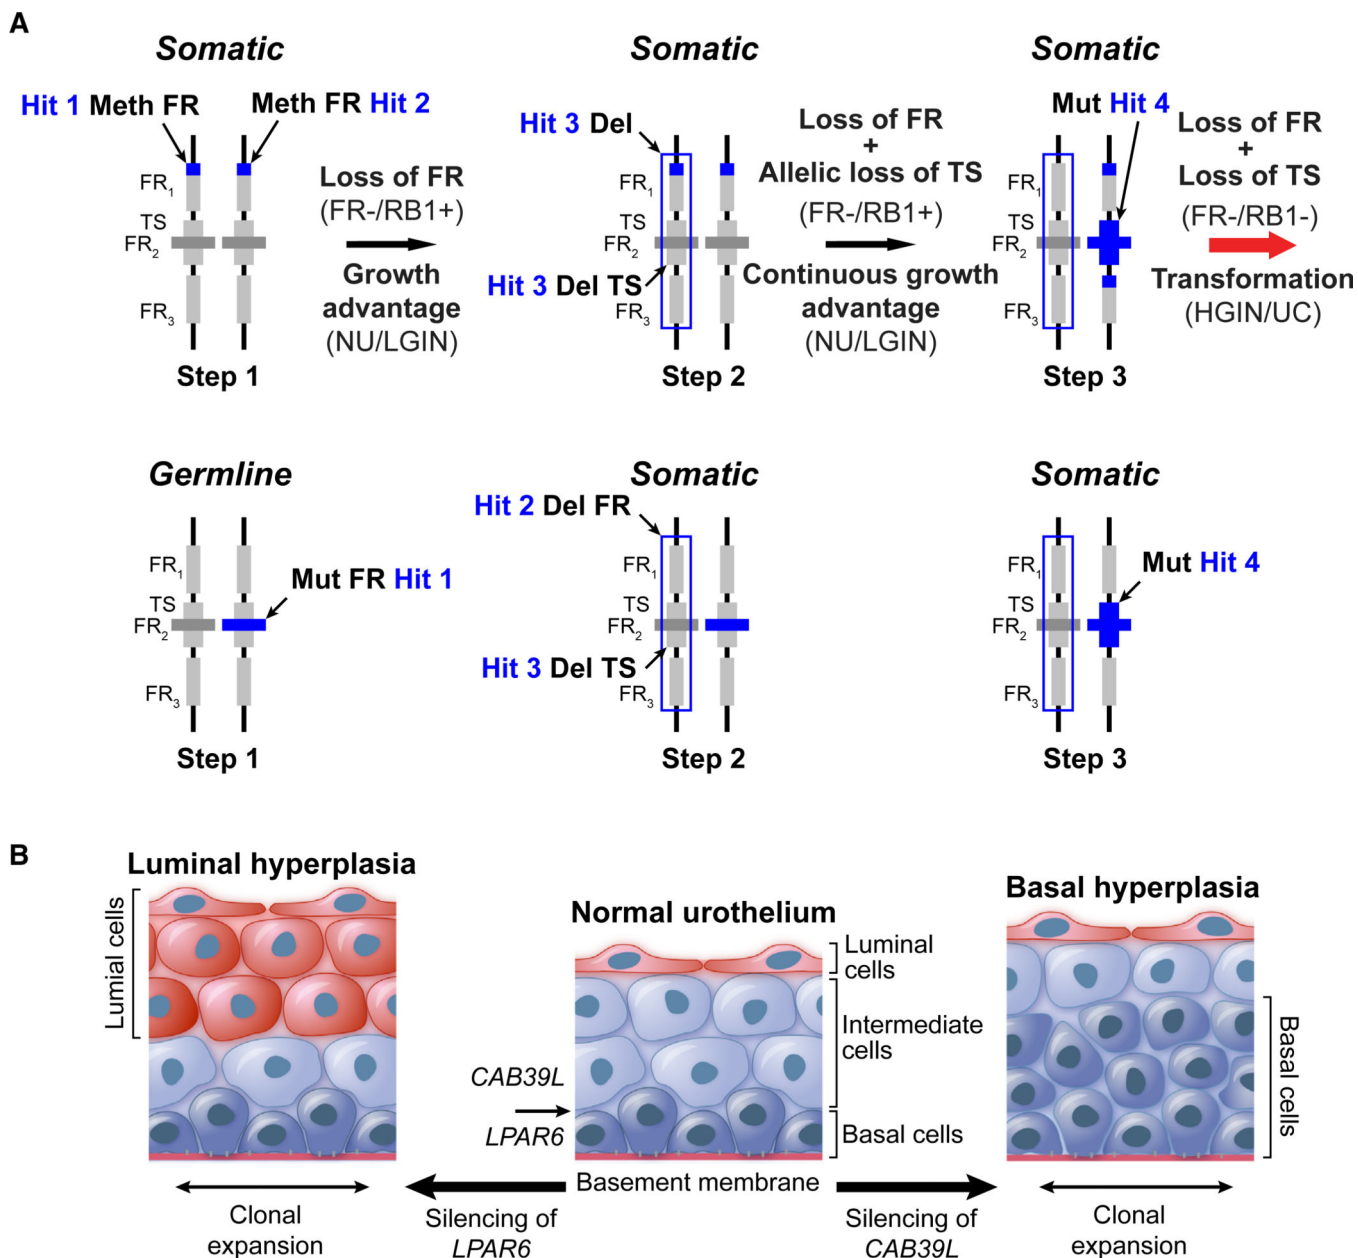 A
Somatic
Hit 1 Meth FR
Meth FR Hit 2
FR1
TS
FR2
FR3
Step 1
Loss of FR
(FR-/RB1+)
Growth
advantage
(NU/LGIN)
Somatic
Hit 3 Del
FR1
TS
FR2
Hit 3 Del TS
FR3
Step 2
Loss of FR
+
Allelic loss of TS
(FR-/RB1+)
Continuous growth
advantage
(NU/LGIN)
Somatic
Mut Hit 4
FR1
TS
FR2
FR3
Step 3
Loss of FR
+
Loss of TS
(FR-/RB1-)
Transformation
(HGIN/UC)
Germline
FR1
TS
FR2
FR3
Mut FR Hit 1
Step 1
Somatic
Hit 2 Del FR
FR1
TS
FR2
Hit 3 Del TS
FR3
Step 2
Somatic
FR1
TS
FR2
FR3
Mut Hit 4
Step 3
B
Luminal hyperplasia
Lumial cells
Clonal
expansion
Normal urothelium
Luminal
cells
Intermediate
cells
Basal cells
CAB39L
LPAR6
Basement membrane
Silencing of
LPAR6
Silencing of
CAB39L
Basal hyperplasia
Basal cells
Clonal
expansion